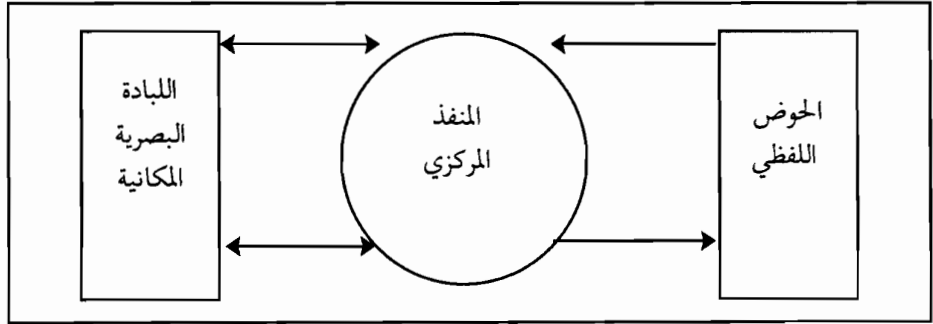 الحوض
اللفظي
المنفذ
المركزي
اللبادة
البصرية
المكانية